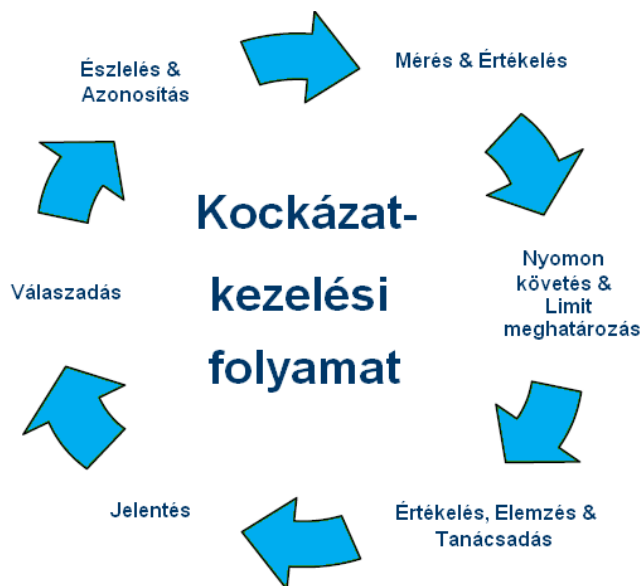 Észlelés &
Azonosítás
Mérés & Értékelés
Kockázat-
kezelési
folyamat
Nyomon
követés &
Limit
meghatározás
Értékelés, Elemzés &
Tanácsadás
Jelentés
Válaszadás